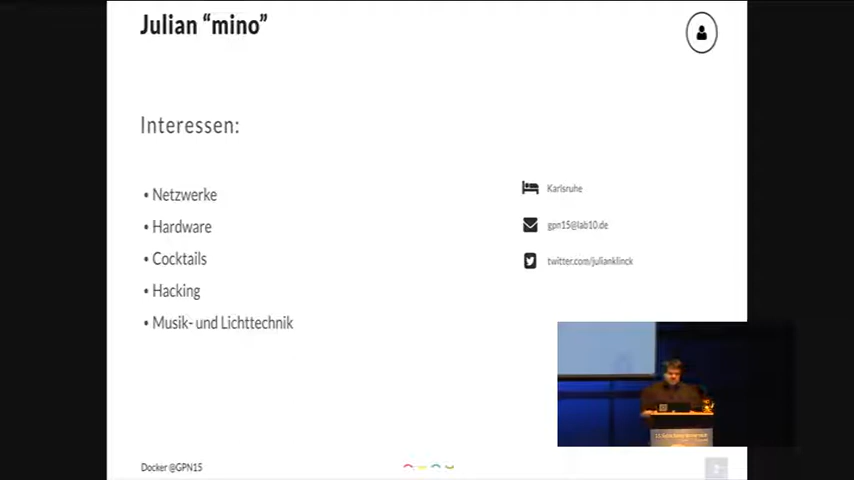 Julian “mino”
Interessen:
• Netzwerke
• Hardware
• Cocktails
• Hacking
• Musik- und Lichttechnik
Karlsruhe
gpn15@lab10.de
twitter.com/julianklinck
Docker @GPN15